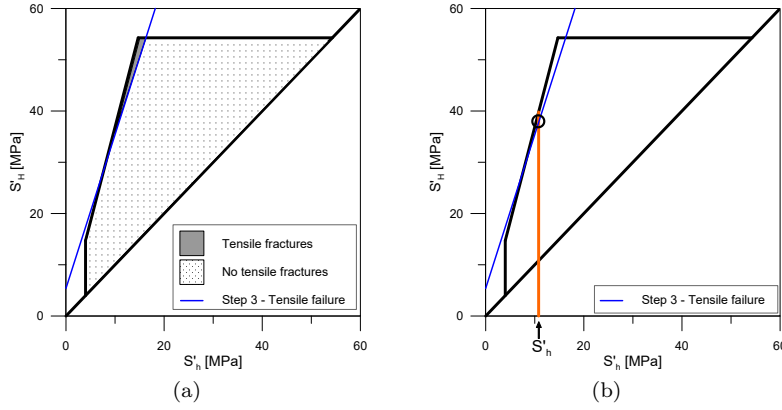 60
40
20
0
S'H [MPa]
0
20
40
60
S'h [MPa]
Tensile fractures
No tensile fractures
Step 3 - Tensile failure
(a)
60
40
20
0
S'H [MPa]
0
20
40
60
S'h
S'h [MPa]
Step 3 - Tensile failure
(b)